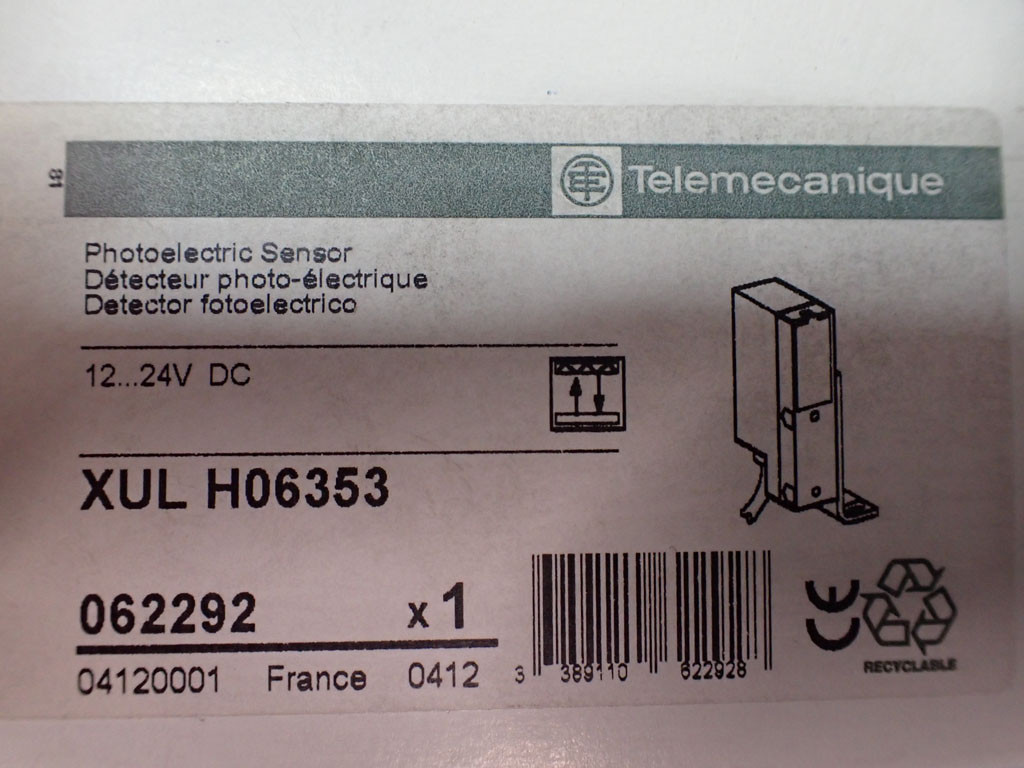 81
Telemecanique
Photoelectric Sensor
Détecteur photo-électrique
Detector fotoelectrico
12...24V DC
XUL H06353
062292 x 1
04120001 France 0412
3 389110 622928
CE
RECYCLABLE